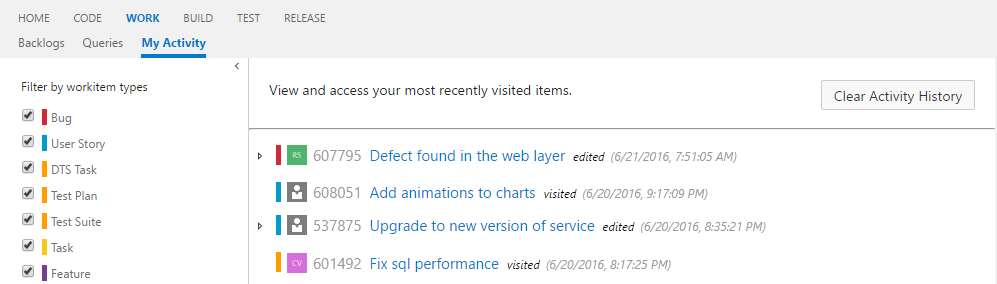 HOME CODE WORK BUILD TEST RELEASE
Backlogs Queries My Activity
Filter by workitem types
Bug
User Story
DTS Task
Test Plan
Test Suite
Task
Feature
View and access your most recently visited items.
Clear Activity History
RS 607795 Defect found in the web layer edited (6/21/2016, 7:51:05 AM)
608051 Add animations to charts visited (6/20/2016, 9:17:09 PM)
537875 Upgrade to new version of service edited (6/20/2016, 8:35:21 PM)
CV 601492 Fix sql performance visited (6/20/2016, 8:17:25 PM)